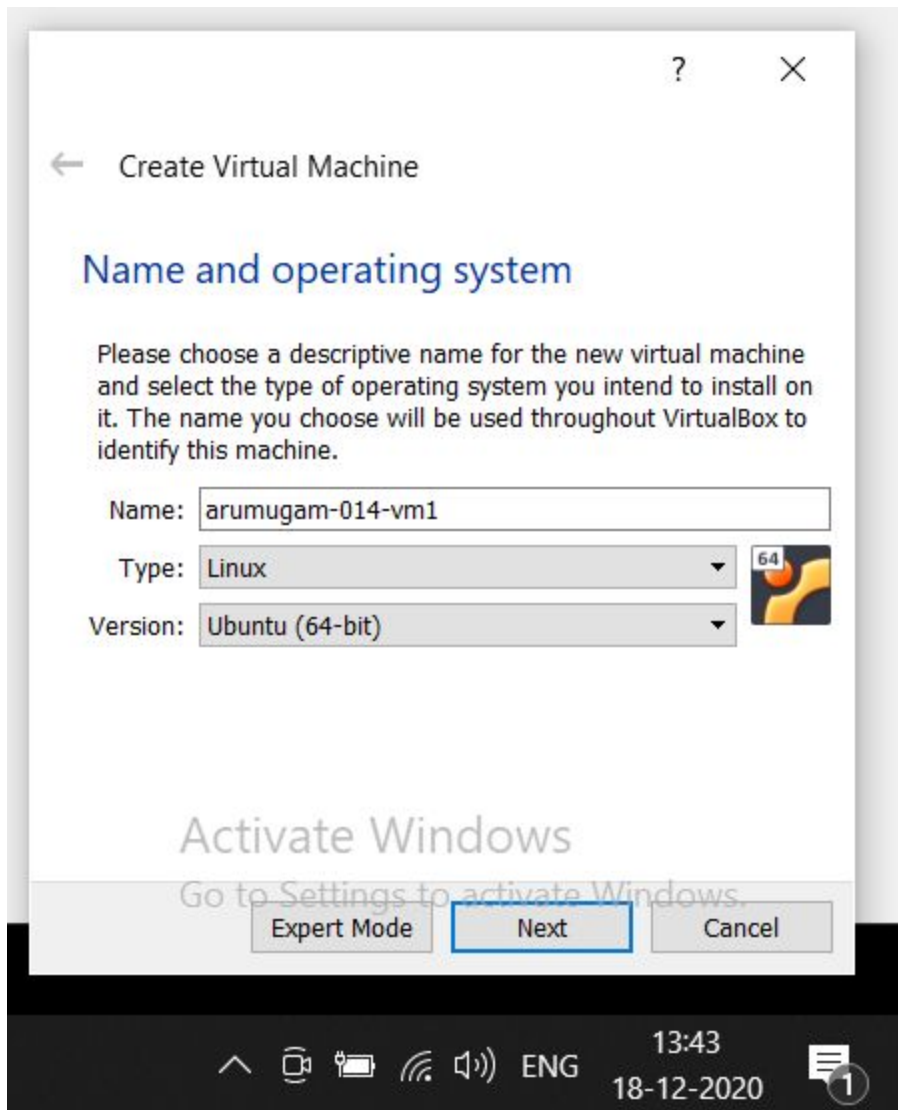 ?
Create Virtual Machine
Name and operating system
Please choose a descriptive name for the new virtual machine
and select the type of operating system you intend to install on
it. The name you choose will be used throughout VirtualBox to
identify this machine.
Name: arumugam-014-vm1
Type: Linux
64
Version: Ubuntu (64-bit)
Activate Windows
Go to Settings to activate Windows.
Expert Mode Next Cancel
ENG
13:43
18-12-2020
1